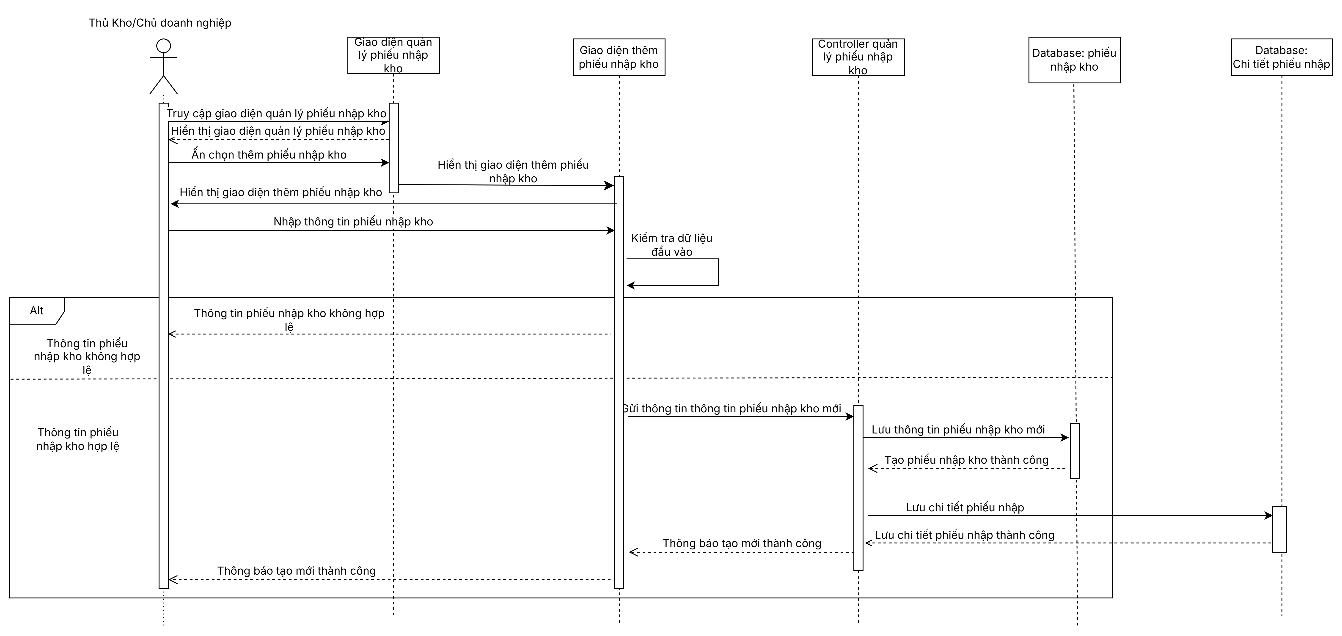 Thủ Kho/Chủ doanh nghiệp
Giao diện quản
lý phiếu nhập
kho
Giao diện thêm
phiếu nhập kho
Controller quản
lý phiếu nhập
kho
Database: phiếu
nhập kho
Database:
Chi tiết phiếu nhập
Truy cập giao diện quản lý phiếu nhập kho
Hiển thị giao diện quản lý phiếu nhập kho
Ấn chọn thêm phiếu nhập kho
Hiển thị giao diện thêm phiếu
nhập kho
Hiển thị giao diện thêm phiếu nhập kho
Nhập thông tin phiếu nhập kho
Kiểm tra dữ liệu
đầu vào
Alt
Thông tin phiếu nhập kho không hợp
lệ
Thông tin phiếu
nhập kho không hợp
lệ
Gửi thông tin thông tin phiếu nhập kho mới
Thông tin phiếu
nhập kho hợp lệ
Lưu thông tin phiếu nhập kho mới
Tạo phiếu nhập kho thành công
Lưu chi tiết phiếu nhập
Lưu chi tiết phiếu nhập thành công
Thông báo tạo mới thành công
Thông báo tạo mới thành công